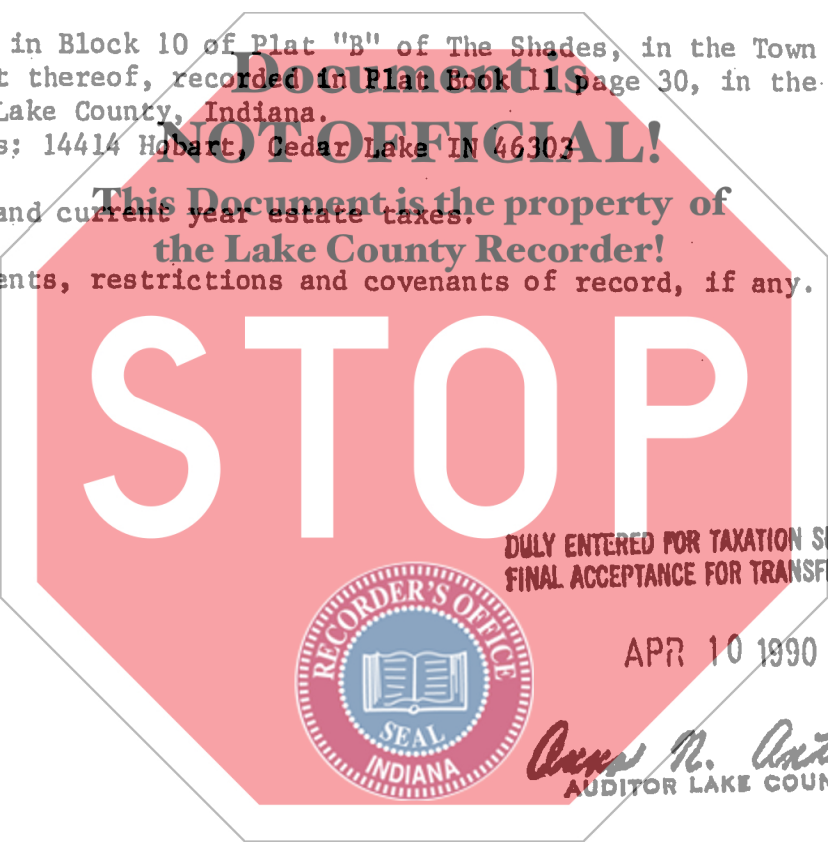 in Block 10 of Plat "B" of The Shades, in the Town
Document is
t thereof, recorded in Plat Book 11 page 30, in the
Lake County, Indiana.
NOT OFFICIAL!
s: 14414 Hobart, Cedar Lake IN 46303
This Document is the property of
and current year estate taxes.
the Lake County Recorder!
ents, restrictions and covenants of record, if any.
STOP
DULY ENTERED FOR TAXATION
FINAL ACCEPTANCE FOR TRANSF
RECORDER'S OFFICE
APR 10 1990
SEAL
INDIANA
N.
AUDITOR LAKE COUN